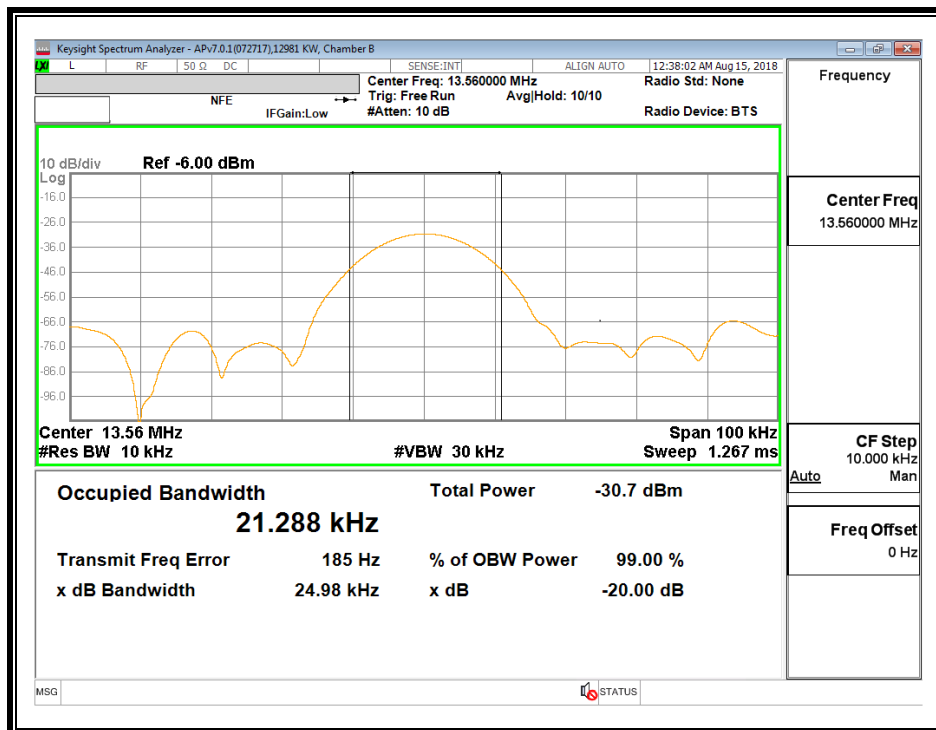 Keysight Spectrum Analyzer - APv7.0.1(072717),12981 KW, Chamber B
LXI L RF 50 Ω DC SENSE:INT ALIGN AUTO 12:38:02 AM Aug 15, 2018
Center Freq: 13.560000 MHz Radio Std: None
NFE Trig: Free Run Avg|Hold: 10/10
IFGain:Low #Atten: 10 dB Radio Device: BTS
10 dB/div Ref -6.00 dBm
Log
-16.0
-26.0
-36.0
-46.0
-56.0
-66.0
-76.0
-86.0
-96.0
Center 13.56 MHz Span 100 kHz
#Res BW 10 kHz #VBW 30 kHz Sweep 1.267 ms
Occupied Bandwidth Total Power -30.7 dBm
21.288 kHz
Transmit Freq Error 185 Hz % of OBW Power 99.00 %
x dB Bandwidth 24.98 kHz x dB -20.00 dB
MSG STATUS
Frequency
Center Freq
13.560000 MHz
CF Step
10.000 kHz
Auto Man
Freq Offset
0 Hz